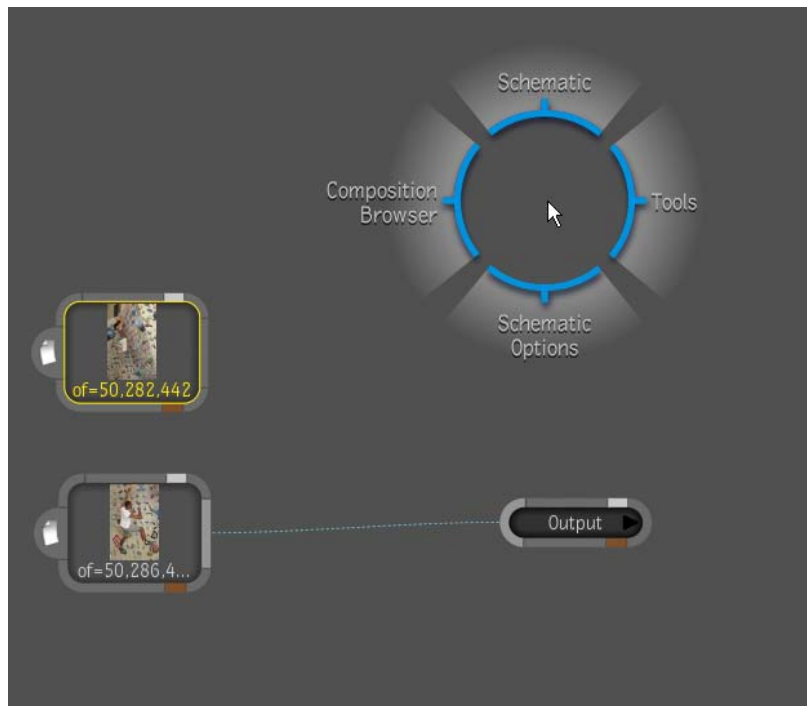 Schematic
Composition
Browser
Tools
Schematic
Options
of=50,282,442
of=50,286,4...
Output